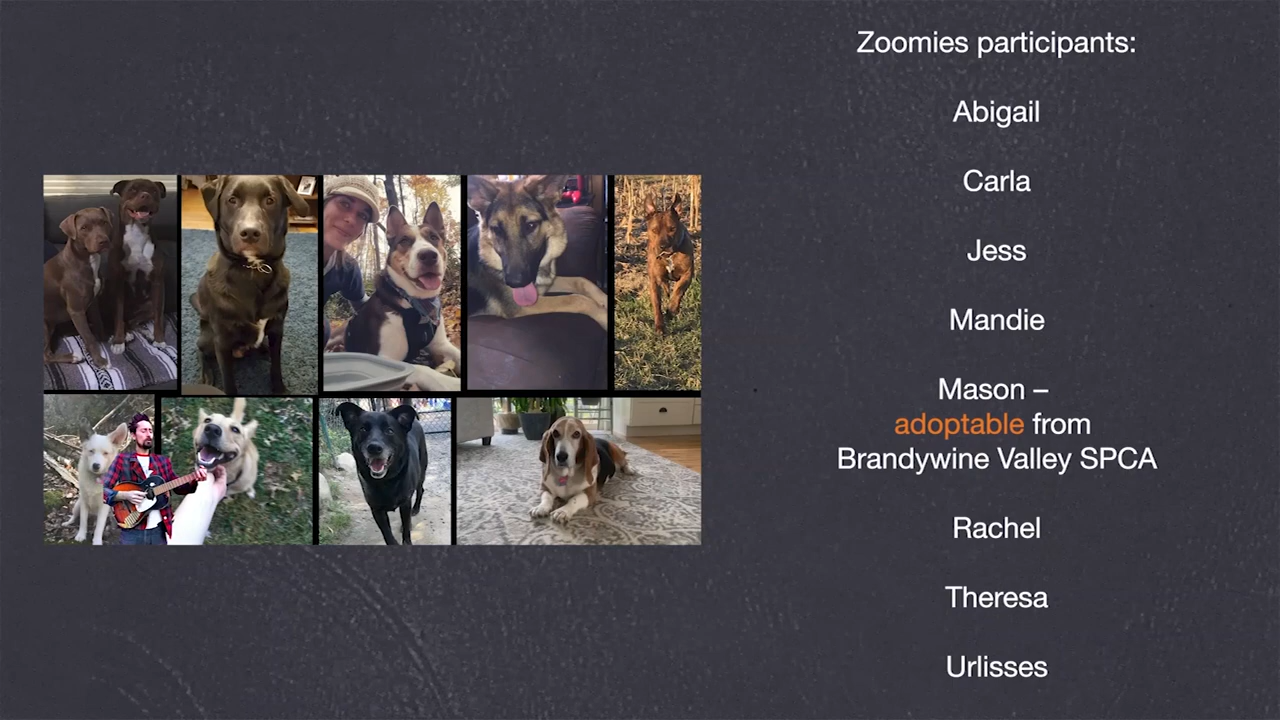 Zoomies participants:
Abigail
Carla
Jess
Mandie
Mason –
adoptable from
Brandywine Valley SPCA
Rachel
Theresa
Urlisses